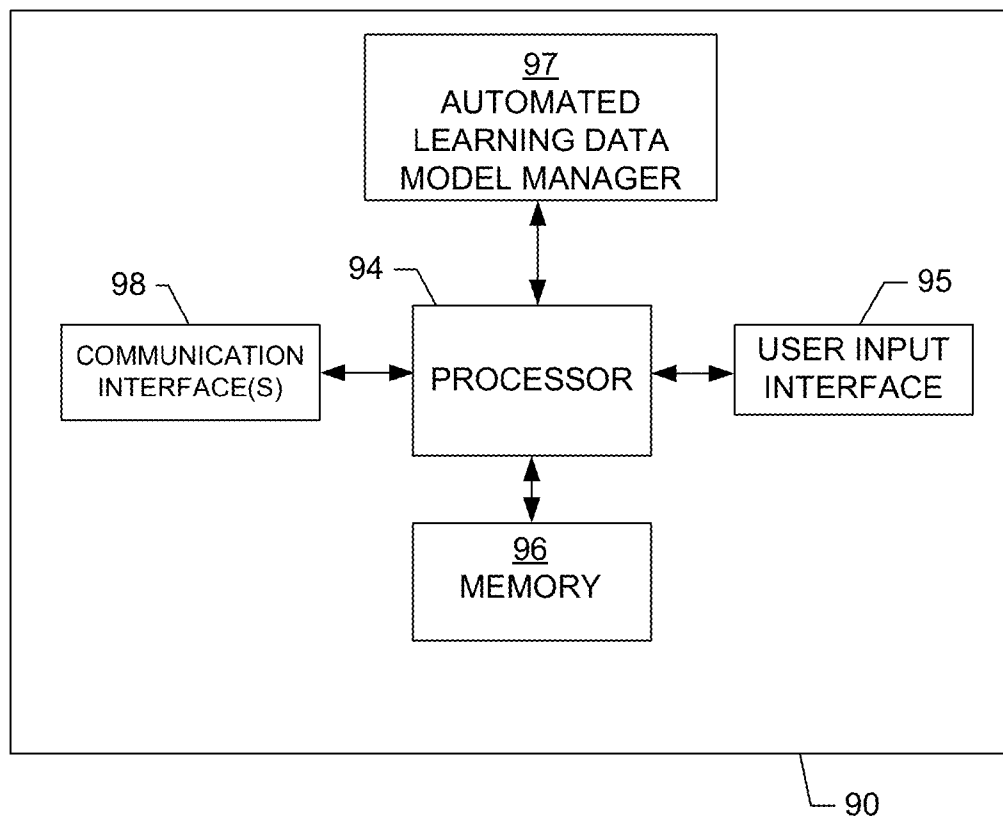 97
AUTOMATED
LEARNING DATA
MODEL MANAGER
98
COMMUNICATION
INTERFACE(S)
94
PROCESSOR
95
USER INPUT
INTERFACE
96
MEMORY
90